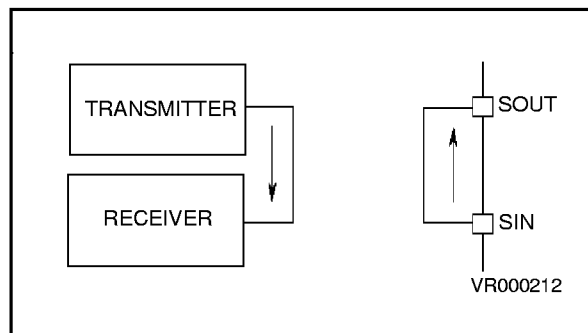 TRANSMITTER
RECEIVER
SOUT
SIN
VR000212